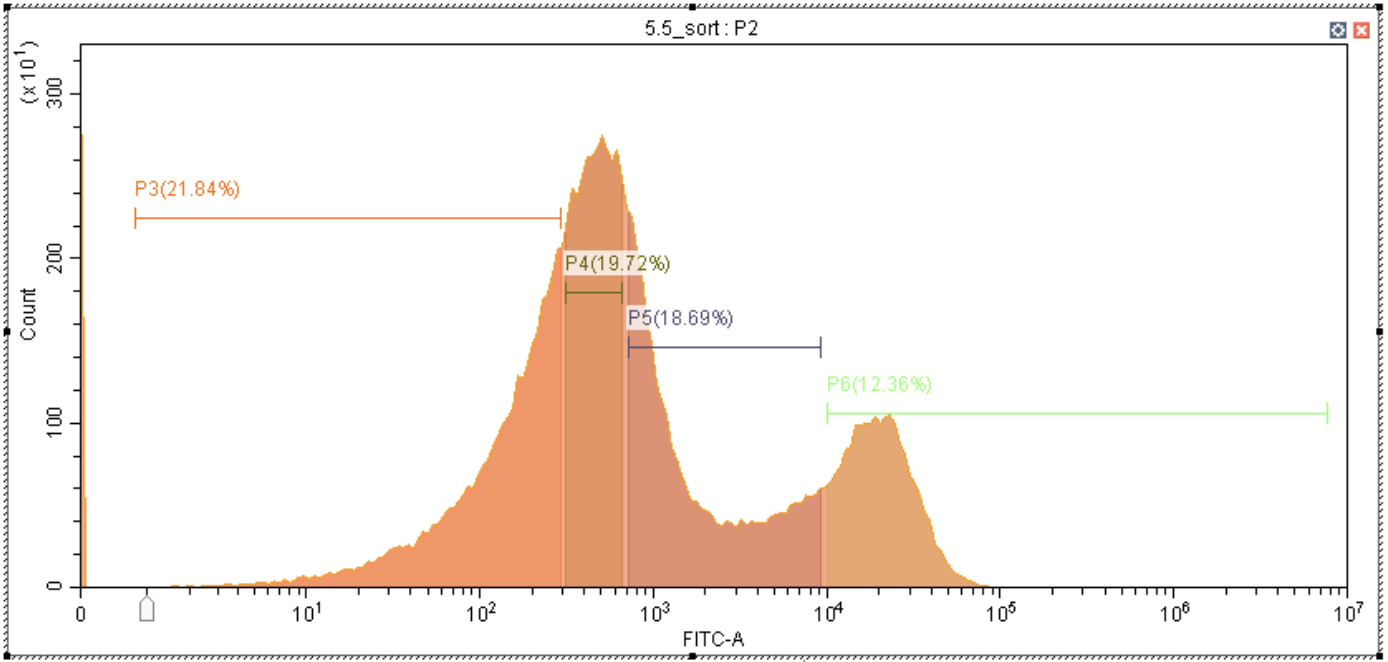 5.5_sort : P2
(x 10¹)
300
P3(21.84%)
200
P4(19.72%)
Count
P5(18.69%)
P6(12.36%)
100
0
0 10¹ 10² 10³ 10⁴ 10⁵ 10⁶ 10⁷
FITC-A